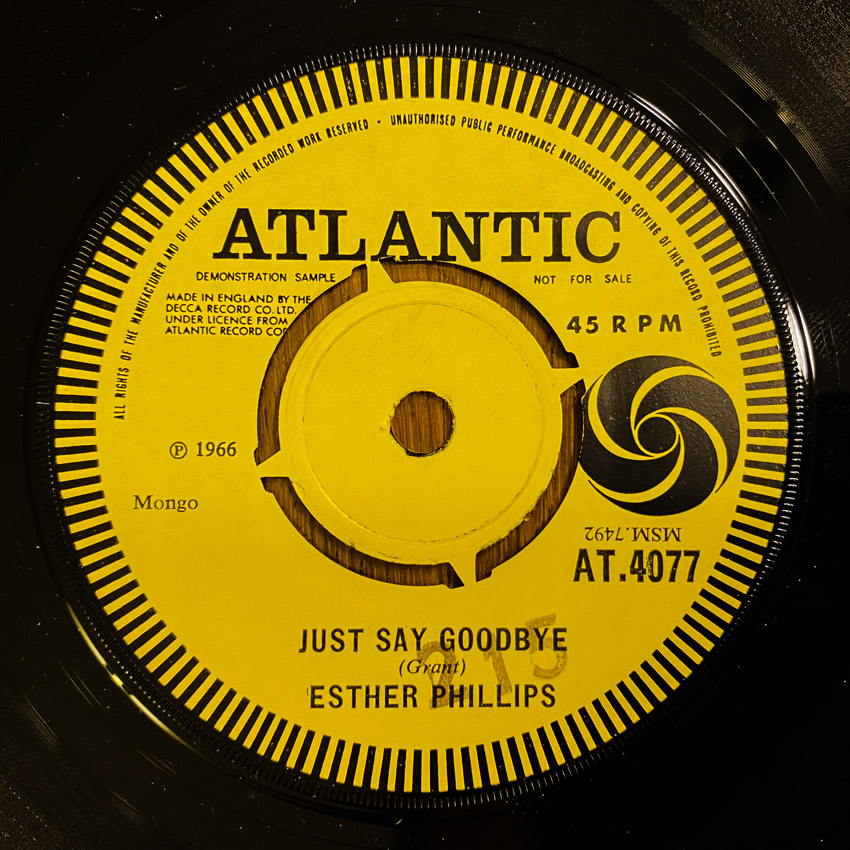 ALL RIGHTS OF THE MANUFACTURER AND OF THE OWNER OF THE RECORDED WORK RESERVED · UNAUTHORISED PUBLIC PERFORMANCE BROADCASTING AND COPYING OF THIS RECORD PROHIBITED
ATLANTIC
DEMONSTRATION SAMPLE NOT FOR SALE
MADE IN ENGLAND BY THE
DECCA RECORD CO. LTD.
UNDER LICENCE FROM
ATLANTIC RECORD COR
45 RPM
℗ 1966
Mongo
MSM.7492
AT.4077
JUST SAY GOODBYE
(Grant)
ESTHER PHILLIPS
215